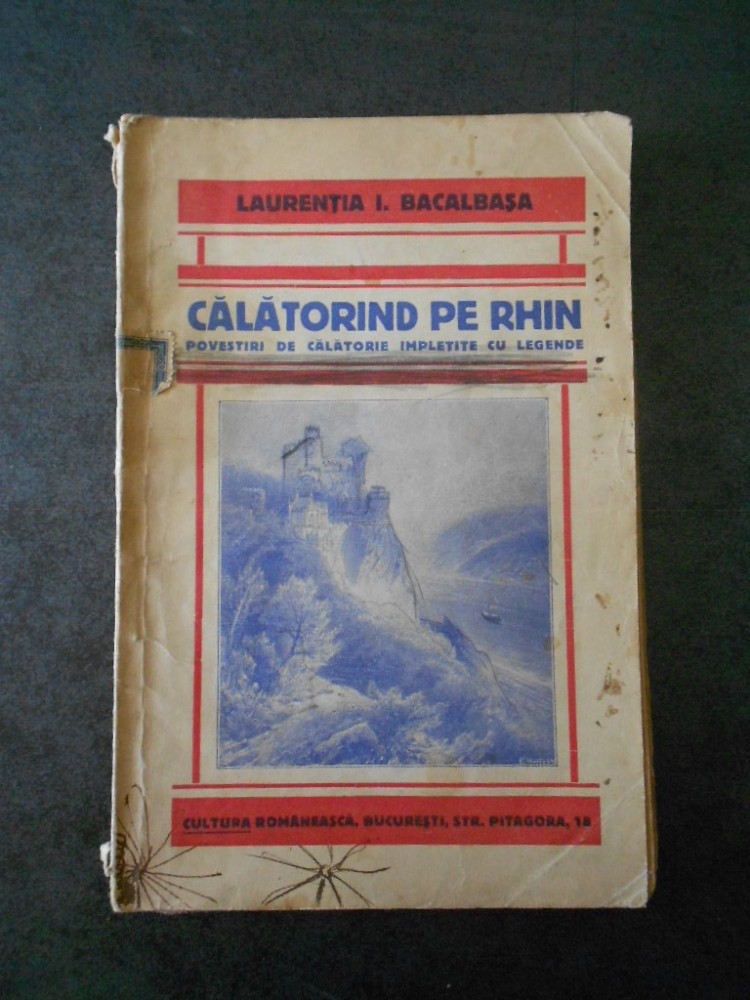 LAURENȚIA I. BACALBAȘA
CĂLĂTORIND PE RHIN
POVESTIRI DE CĂLĂTORIE IMPLETITE CU LEGENDE
CULTURA ROMÂNEASCĂ, BUCUREȘTI, STR. PITAGORA, 18